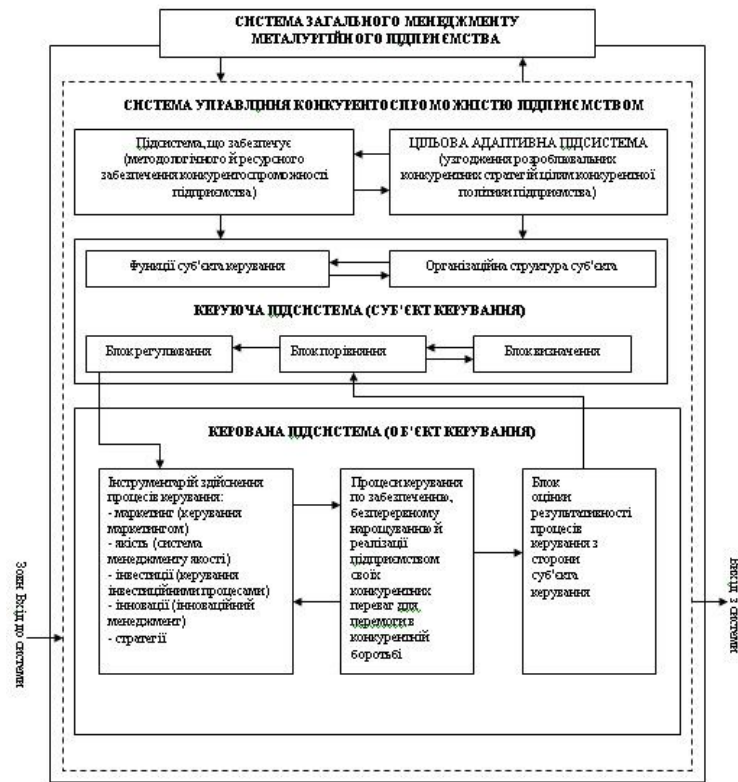 СИСТЕМА ЗАГАЛЬНОГО МЕНЕДЖМЕНТУ
МЕТАЛУРГІЙНОГО ПІДПРИЄМСТВА
СИСТЕМА УПРАВЛІННЯ КОНКУРЕНТОСПРОМОЖНІСТЮ ПІДПРИЄМСТВОМ
Підсистема, що забезпечує
(методологічного й ресурсного
забезпечення конкурентоспроможності
підприємства)
ЦІЛЬОВА АДАПТИВНА ПІДСИСТЕМА
(узгодження розроблювальних
конкурентних стратегій цілям конкурентної
політики підприємства)
Функції суб'єкта керування
Організаційна структура суб'єкта
КЕРУЮЧА ПІДСИСТЕМА (СУБ'ЄКТ КЕРУВАННЯ)
Блок регулювання
Блок порівняння
Блок визначення
КЕРОВАНА ПІДСИСТЕМА (ОБ'ЄКТ КЕРУВАННЯ)
Інструментарій здійснення
процесів керування:
- маркетинг (керування
маркетингом)
- якість (система
менеджменту якості)
- інвестиції (керування
інвестиційними процесами)
- інновації (інноваційний
менеджмент)
- стратегії
Процеси керування
по забезпеченню,
безперервному
нарощуванню й
реалізації
підприємством
своїх
конкурентних
переваг для
перемоги в
конкурентній
боротьбі
Блок
оцінки
результативності
процесів
керування з
сторони
суб'єкта
керування
Зовн Вхід до системи
вихід з системи